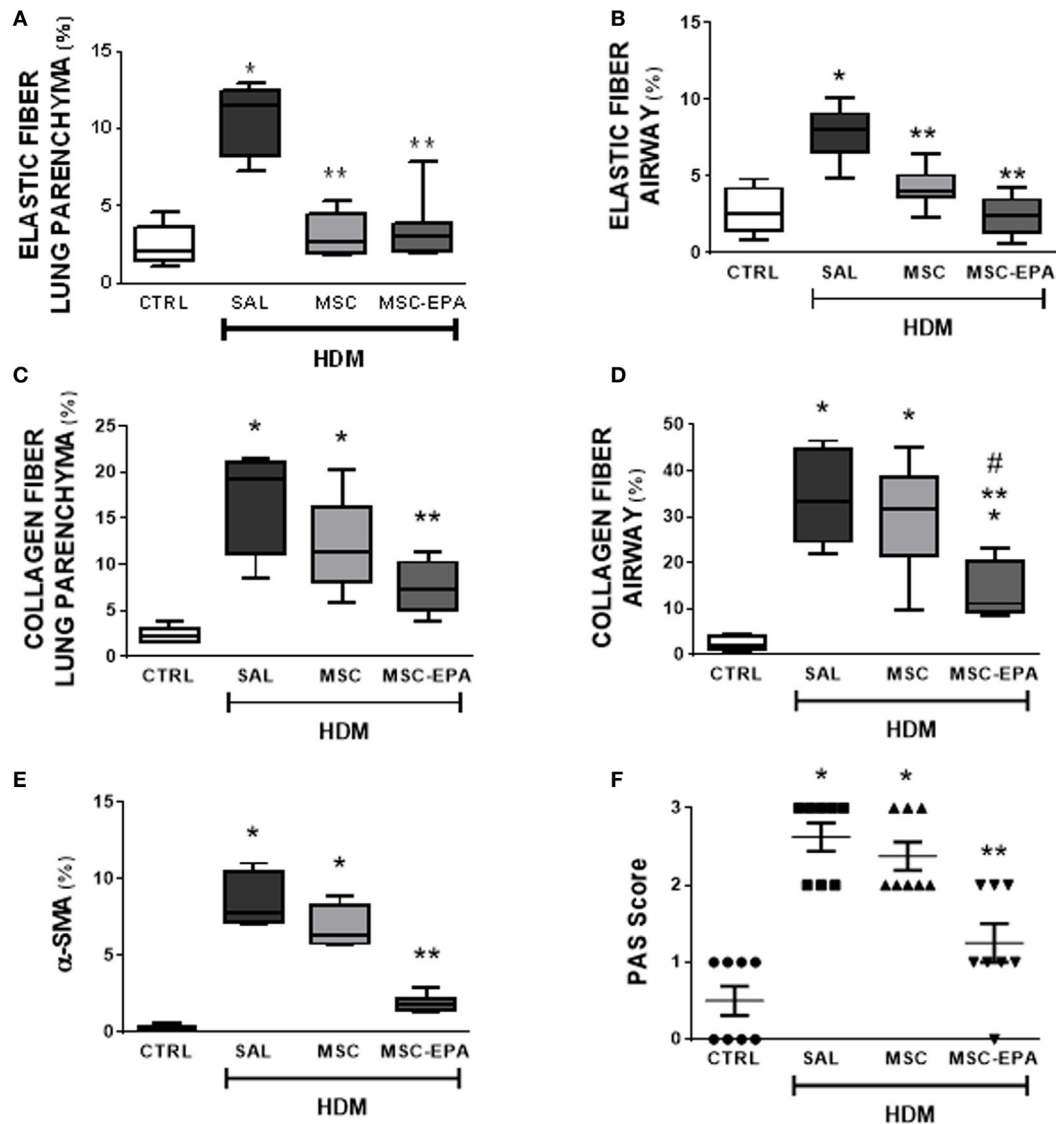 A
ELASTIC FIBER
LUNG PARENCHYMA (%)
15
10
5
0
*
**
**
CTRL SAL MSC MSC-EPA
HDM
B
ELASTIC FIBER
AIRWAY (%)
15
10
5
0
*
**
**
CTRL SAL MSC MSC-EPA
HDM
C
COLLAGEN FIBER
LUNG PARENCHYMA (%)
25
20
15
10
5
0
*
*
**
CTRL SAL MSC MSC-EPA
HDM
D
COLLAGEN FIBER
AIRWAY (%)
50
40
30
20
10
0
*
*
#
**
*
CTRL SAL MSC MSC-EPA
HDM
E
α-SMA (%)
15
10
5
0
*
*
**
CTRL SAL MSC MSC-EPA
HDM
F
PAS Score
3
2
1
0
*
*
**
CTRL SAL MSC MSC-EPA
HDM